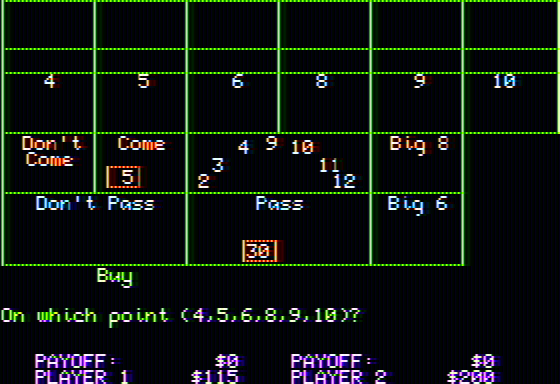 4 5 6 8 9 10
Don't Come Come 2 3 4 9 10 11 12 Big 8
5
Don't Pass Pass Big 6
30
Buy
On which point (4,5,6,8,9,10)?
PAYOFF: $0 PAYOFF: $0
PLAYER 1 $115 PLAYER 2 $200